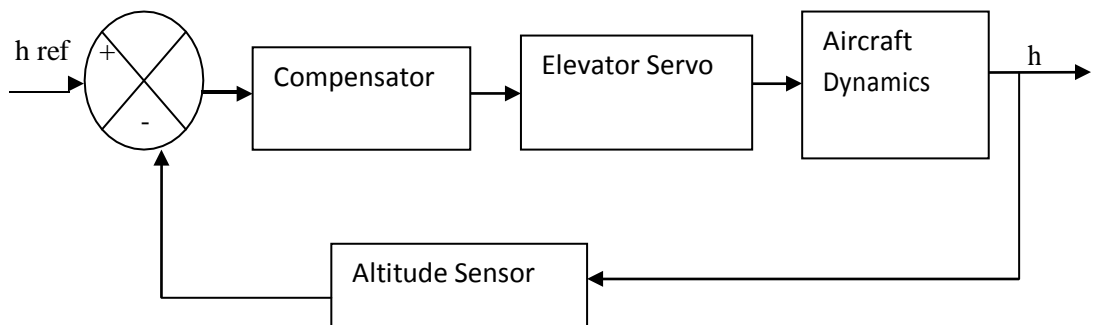 h ref
+
-
Compensator
Elevator Servo
Aircraft
Dynamics
h
Altitude Sensor